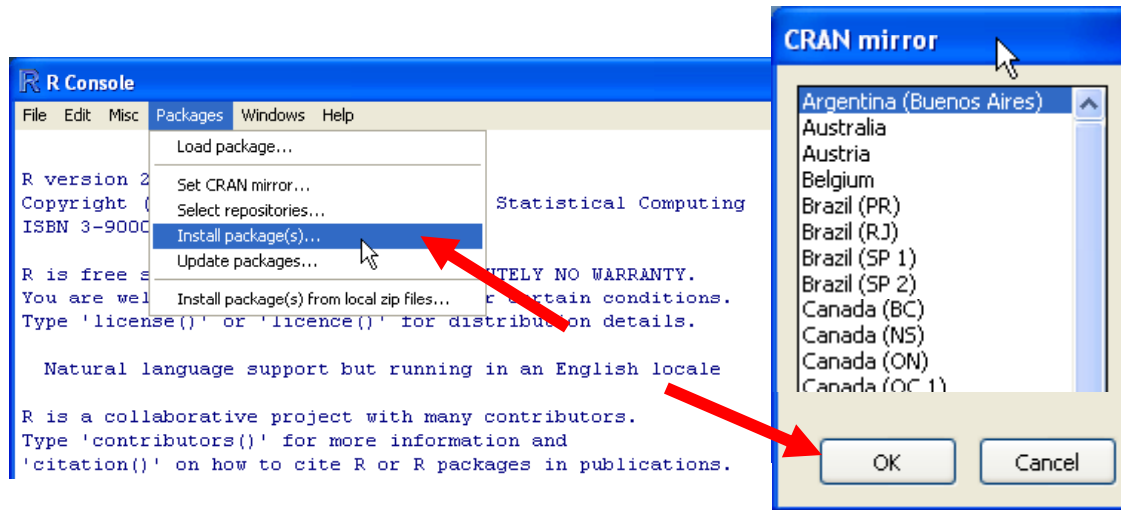 R Console
File Edit Misc Packages Windows Help
Load package...
Set CRAN mirror...
Select repositories...
Install package(s)...
Update packages...
Install package(s) from local zip files...
R version 2
Copyright ( Statistical Computing
ISBN 3-9000
R is free s UTELY NO WARRANTY.
You are wel r certain conditions.
Type 'license()' or 'licence()' for distribution details.
Natural language support but running in an English locale
R is a collaborative project with many contributors.
Type 'contributors()' for more information and
'citation()' on how to cite R or R packages in publications.
CRAN mirror
Argentina (Buenos Aires)
Australia
Austria
Belgium
Brazil (PR)
Brazil (RJ)
Brazil (SP 1)
Brazil (SP 2)
Canada (BC)
Canada (NS)
Canada (ON)
Canada (QC 1)
OK Cancel